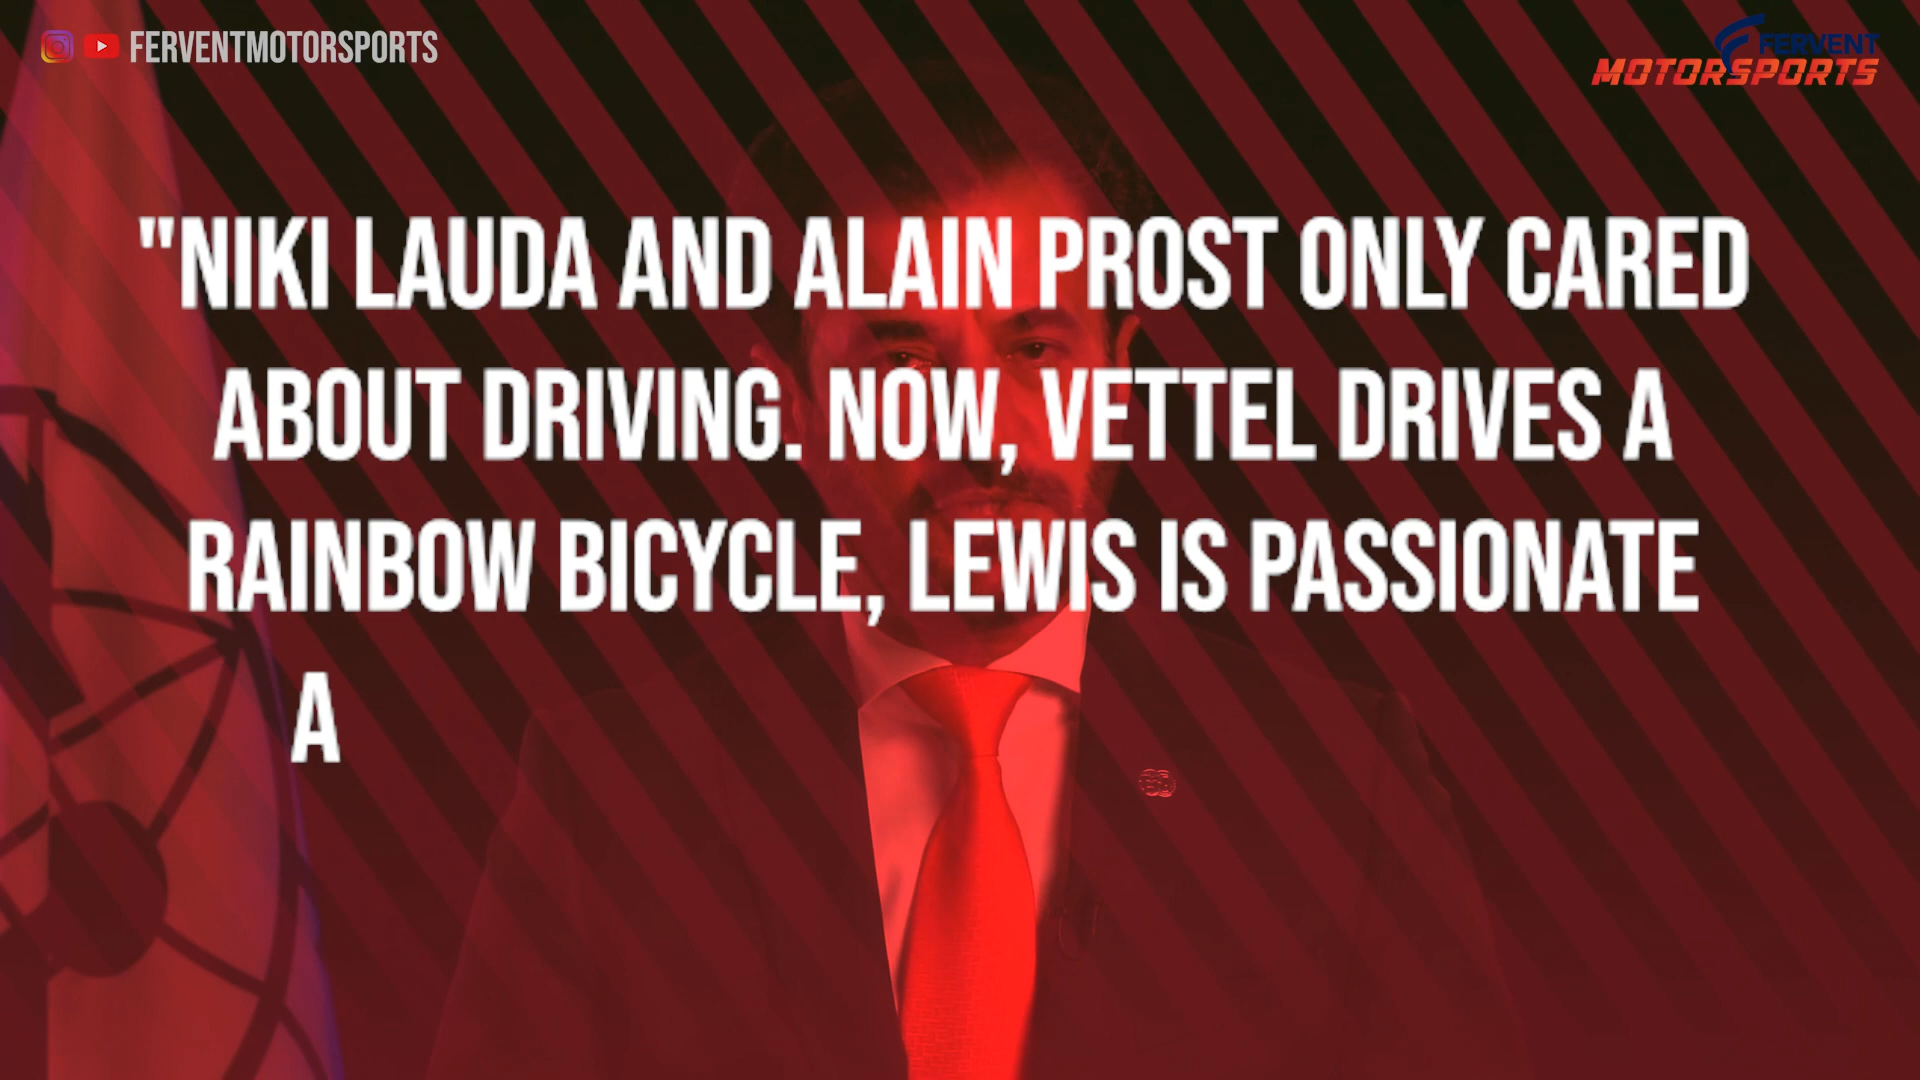 FERVENTMOTORSPORTS
FERVENT
MOTORSPORTS
"NIKI LAUDA AND ALAIN PROST ONLY CARED
ABOUT DRIVING. NOW, VETTEL DRIVES A
RAINBOW BICYCLE, LEWIS IS PASSIONATE
A